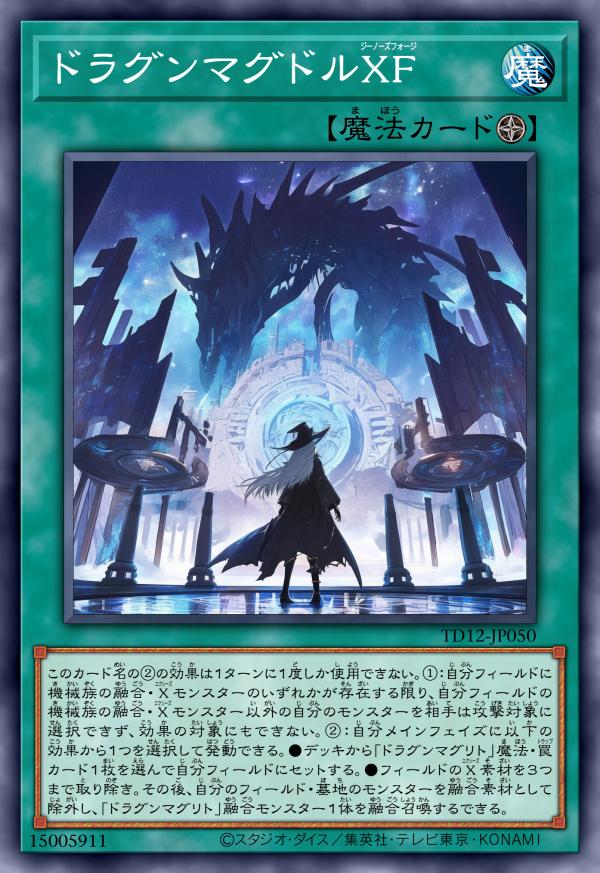 ドラグンマグドルXF
ジーノーズフォージ
魔
ま
【魔法カード】
ま ほう
TD12-JP050
このカード名の②の効果は1ターンに1度しか使用できない。①:自分フィールドに
機械族の融合・Xモンスターのいずれかが存在する限り、自分フィールドの
機械族の融合・Xモンスター以外の自分のモンスターを相手は攻撃対象に
選択できず、効果の対象にもできない。②:自分メインフェイズに以下の
効果から1つを選択して発動できる。●デッキから「ドラグンマグリト」魔法・罠
カード1枚を選んで自分フィールドにセットする。●フィールドのX素材を3つ
まで取り除き。その後、自分のフィールド・墓地のモンスターを融合素材として
除外し、「ドラグンマグリト」融合モンスター1体を融合召喚するできる。
15005911
©スタジオ・ダイス/集英社・テレビ東京・KONAMI